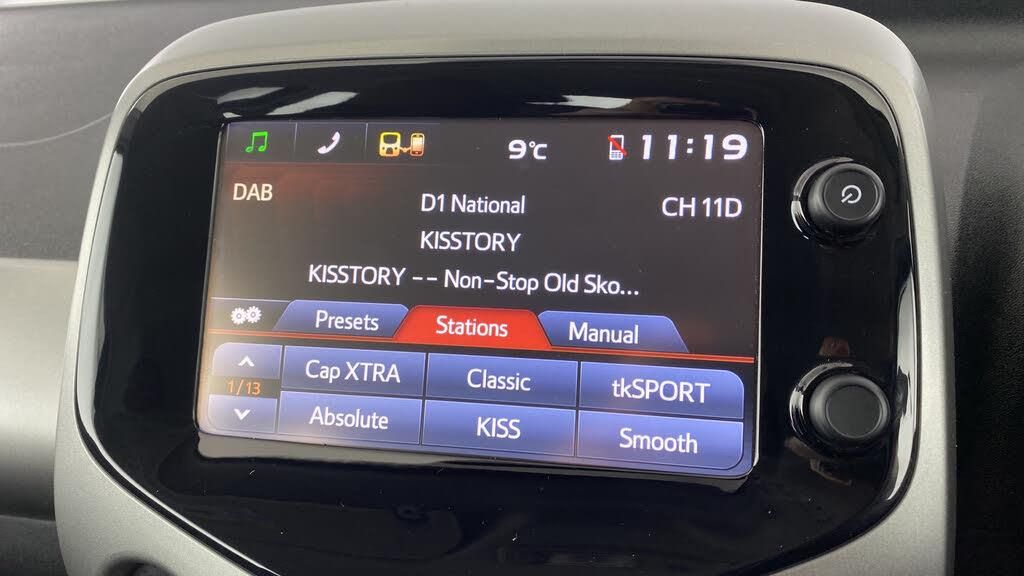 9°C 11:19
DAB
D1 National CH 11D
KISSTORY
KISSTORY -- Non-Stop Old Sko...
Presets Stations Manual
1/13
Cap XTRA Classic tkSPORT
Absolute KISS Smooth